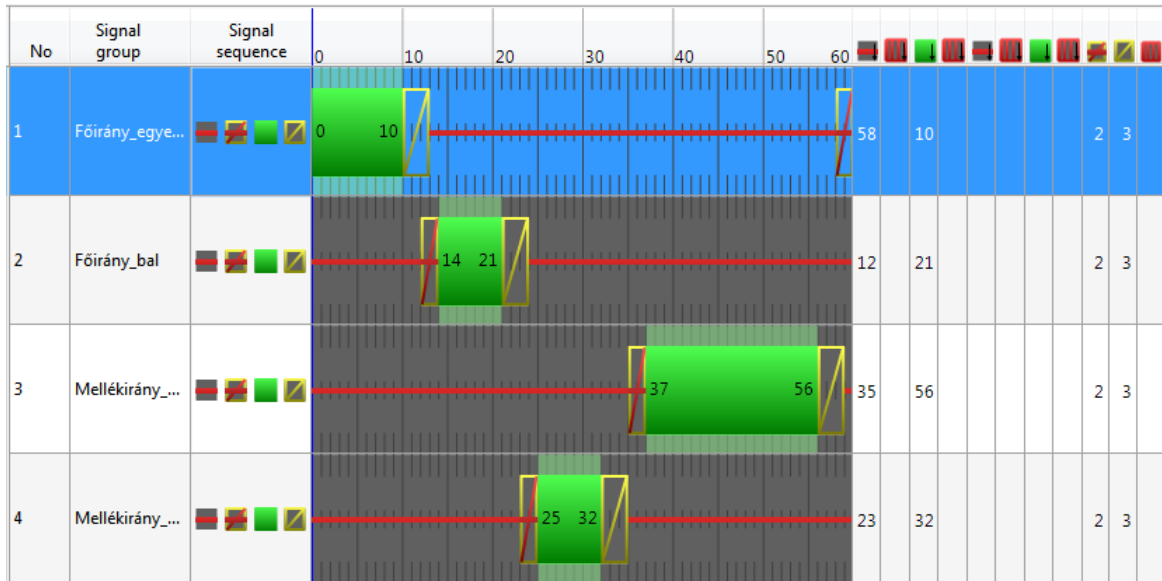 No
Signal
group
Signal
sequence
0 10 20 30 40 50 60
1 Főirány_egye... 0 10 58 10 2 3
2 Főirány_bal 14 21 12 21 2 3
3 Mellékirány_... 37 56 35 56 2 3
4 Mellékirány_... 25 32 23 32 2 3